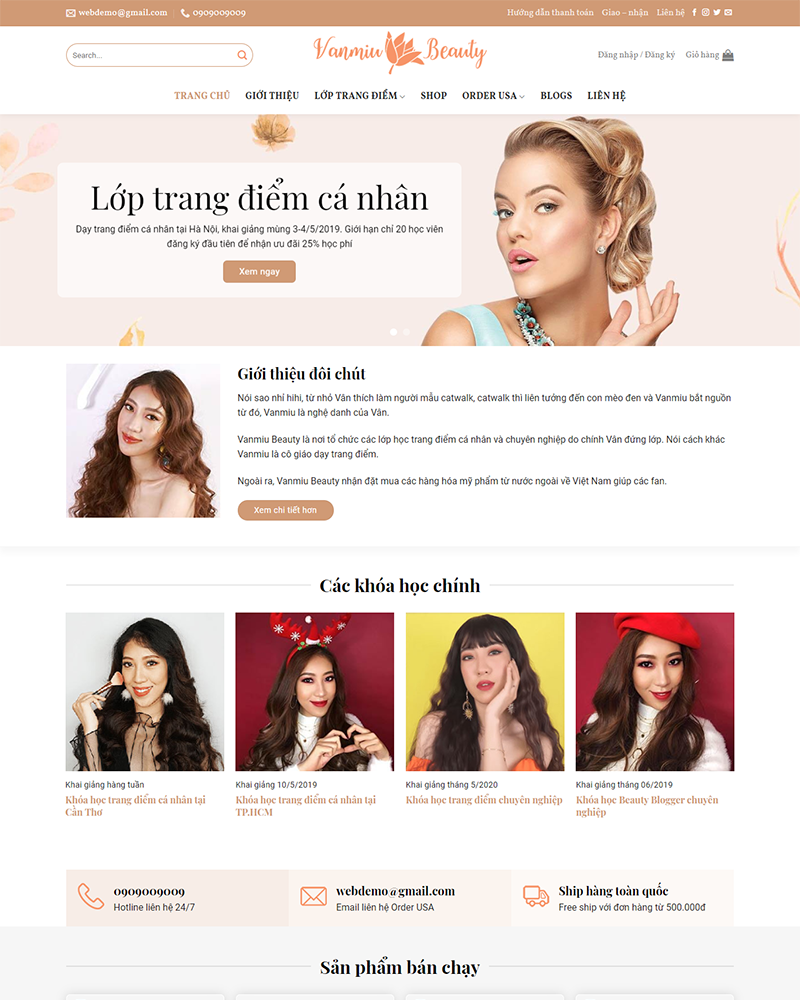 webdemo@gmail.com 0909009009 Hướng dẫn thanh toán Giao – nhận Liên hệ
Search... Vanmiu Beauty Đăng nhập / Đăng ký Giỏ hàng
TRANG CHỦ GIỚI THIỆU LỚP TRANG ĐIỂM SHOP ORDER USA BLOGS LIÊN HỆ
Lớp trang điểm cá nhân
Dạy trang điểm cá nhân tại Hà Nội, khai giảng mùng 3-4/5/2019. Giới hạn chỉ 20 học viên
đăng ký đầu tiên để nhận ưu đãi 25% học phí
Xem ngay
Giới thiệu đôi chút
Nói sao nhỉ hihi, từ nhỏ Vân thích làm người mẫu catwalk, catwalk thì liên tưởng đến con mèo đen và Vanmiu bắt nguồn
từ đó, Vanmiu là nghệ danh của Vân.
Vanmiu Beauty là nơi tổ chức các lớp học trang điểm cá nhân và chuyên nghiệp do chính Vân đứng lớp. Nói cách khác
Vanmiu là cô giáo dạy trang điểm.
Ngoài ra, Vanmiu Beauty nhận đặt mua các hàng hóa mỹ phẩm từ nước ngoài về Việt Nam giúp các fan.
Xem chi tiết hơn
Các khóa học chính
Khai giảng hàng tuần
Khóa học trang điểm cá nhân tại
Cần Thơ
Khai giảng 10/5/2019
Khóa học trang điểm cá nhân tại
TP.HCM
Khai giảng tháng 5/2020
Khóa học trang điểm chuyên nghiệp
Khai giảng tháng 06/2019
Khóa học Beauty Blogger chuyên
nghiệp
0909009009
Hotline liên hệ 24/7
webdemo@gmail.com
Email liên hệ Order USA
Ship hàng toàn quốc
Free ship với đơn hàng từ 500.000đ
Sản phẩm bán chạy